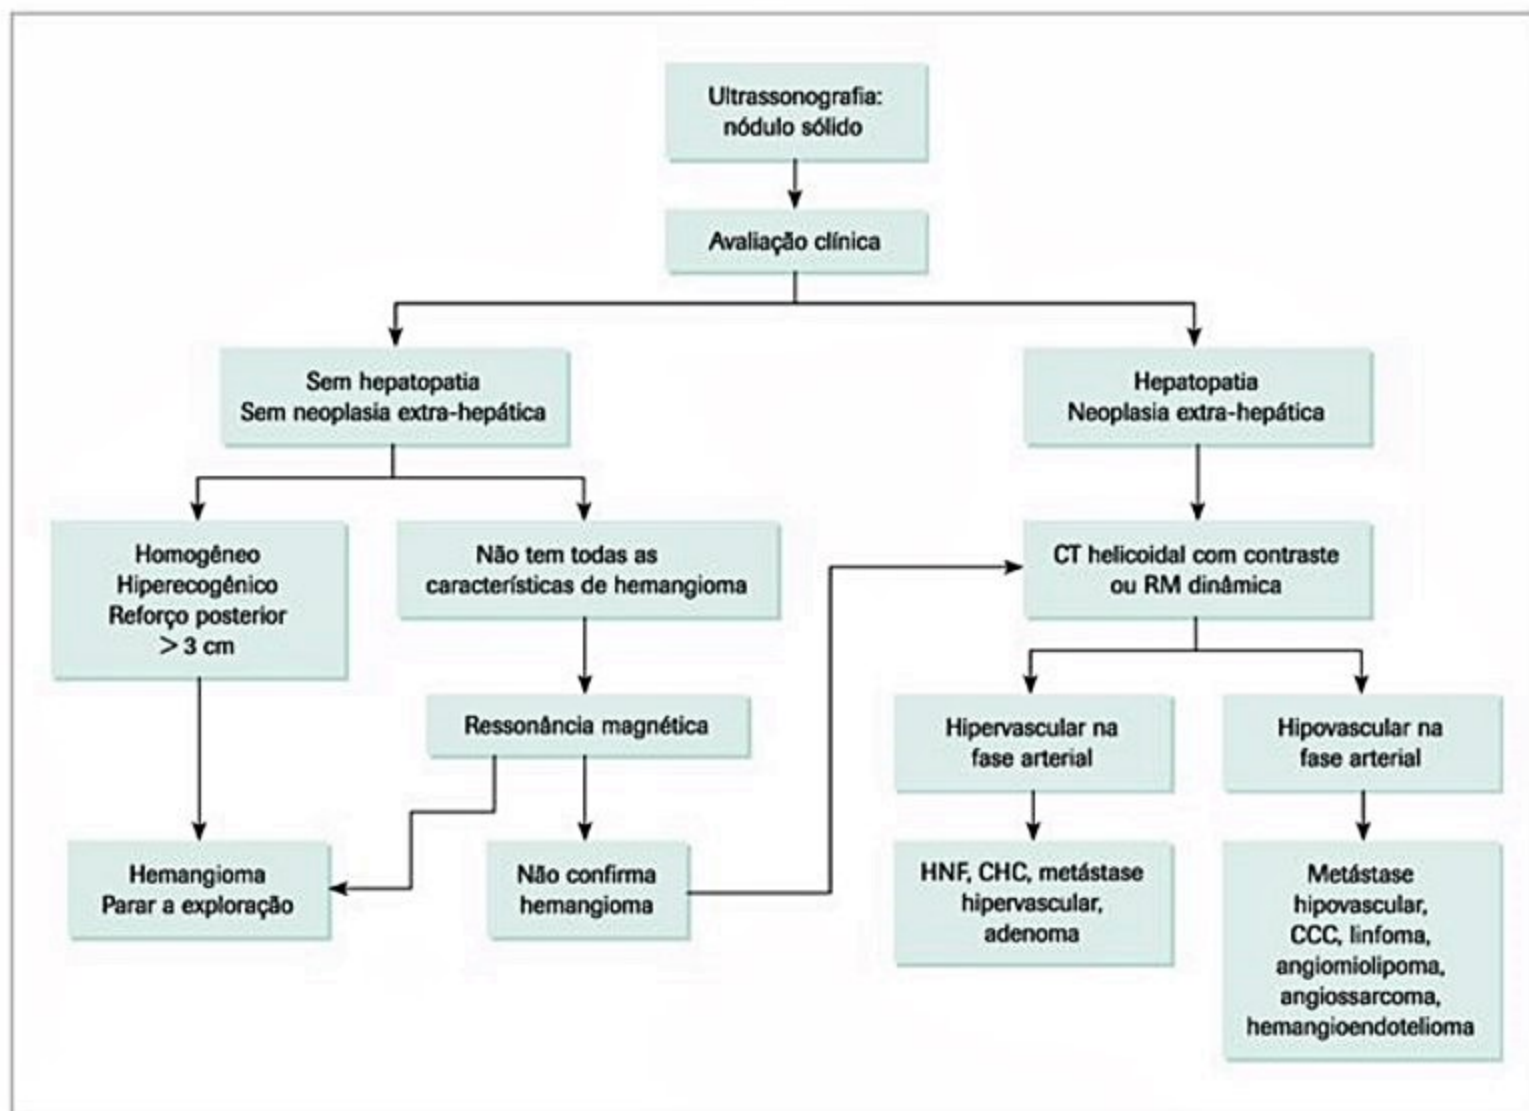 Ultrassonografia:
nódulo sólido
Avaliação clínica
Sem hepatopatia
Sem neoplasia extra-hepática
Hepatopatia
Neoplasia extra-hepática
Homogêneo
Hiperecogênico
Reforço posterior
> 3 cm
Não tem todas as
características de hemangioma
CT helicoidal com contraste
ou RM dinâmica
Ressonância magnética
Hipervascular na
fase arterial
Hipovascular na
fase arterial
Hemangioma
Parar a exploração
Não confirma
hemangioma
HNF, CHC, metástase
hipervascular,
adenoma
Metástase
hipovascular,
CCC, linfoma,
angiomiolipoma,
angiossarcoma,
hemangioendotelioma